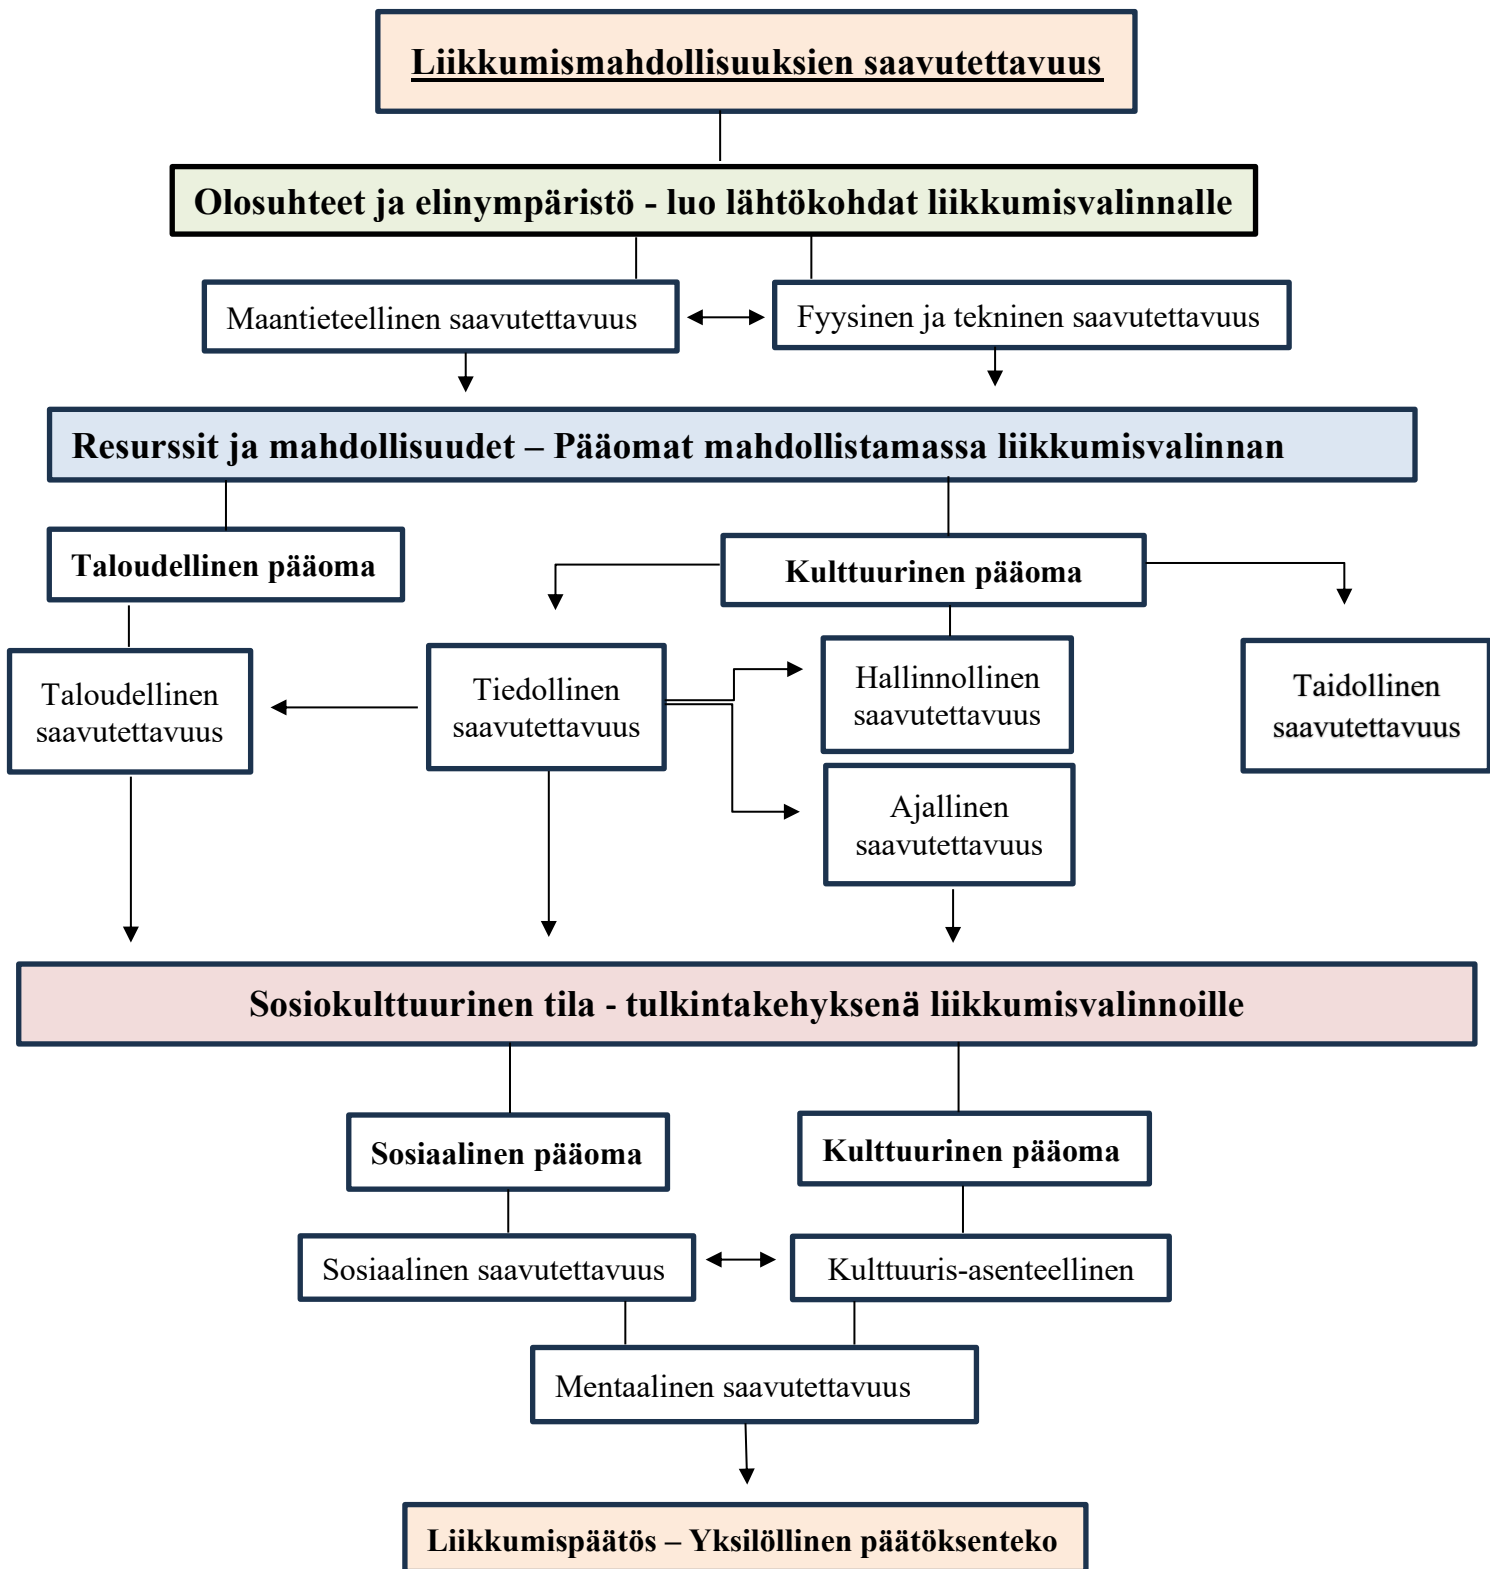 Liikkumismahdollisuuksien saavutettavuus
Olosuhteet ja elinympäristö - luo lähtökohdat liikkumisvalinnalle
Maantieteellinen saavutettavuus
Fyysinen ja tekninen saavutettavuus
Resurssit ja mahdollisuudet – Pääomat mahdollistamassa liikkumisvalinnan
Taloudellinen pääoma
Kulttuurinen pääoma
Taloudellinen
saavutettavuus
Tiedollinen
saavutettavuus
Hallinnollinen
saavutettavuus
Taidollinen
saavutettavuus
Ajallinen
saavutettavuus
Sosiokulttuurinen tila - tulkintakehyksenä liikkumisvalinnoille
Sosiaalinen pääoma
Kulttuurinen pääoma
Sosiaalinen saavutettavuus
Kulttuuris-asenteellinen
Mentaalinen saavutettavuus
Liikkumispäätös – Yksilöllinen päätöksenteko